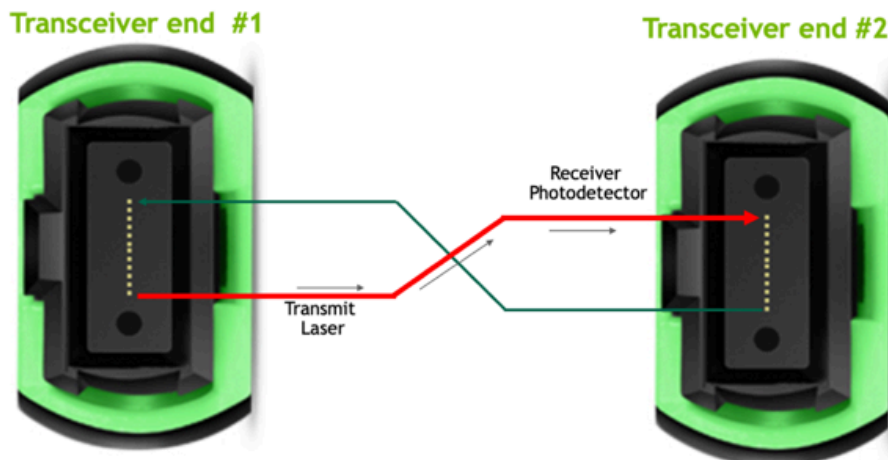 Transceiver end #1
Transceiver end #2
Receiver
Photodetector
Transmit
Laser